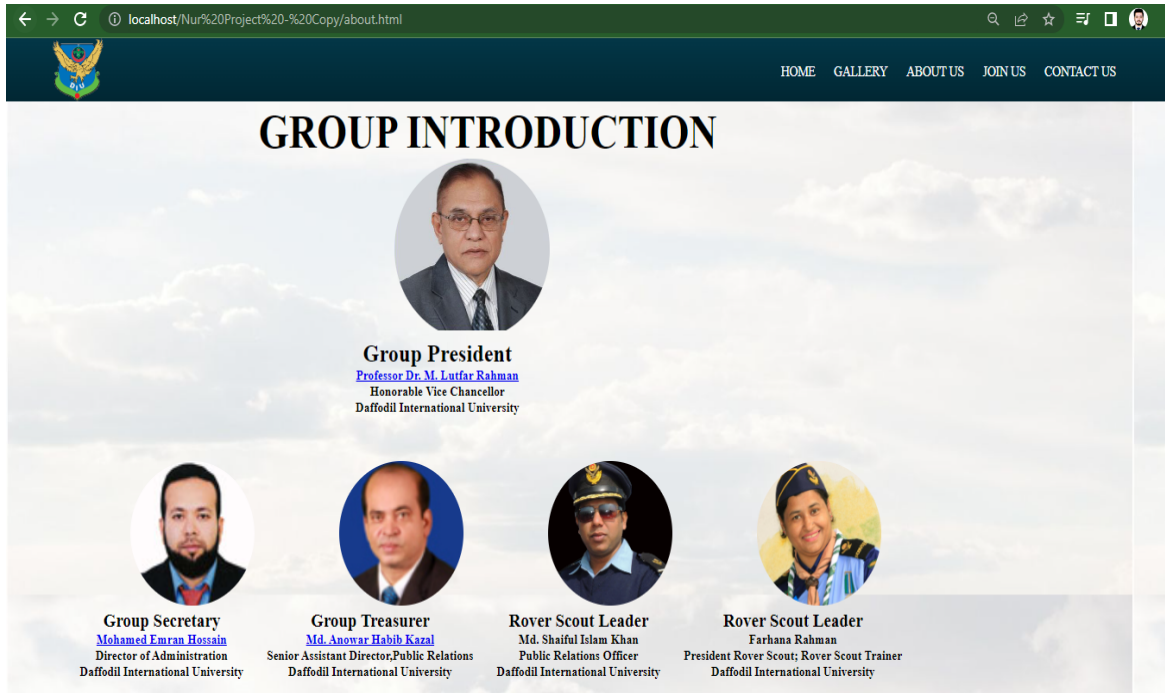 localhost/Nur%20Project%20-%20Copy/about.html
DIU
HOME GALLERY ABOUT US JOIN US CONTACT US
GROUP INTRODUCTION
Group President
Professor Dr. M. Lutfar Rahman
Honorable Vice Chancellor
Daffodil International University
Group Secretary
Mohamed Emran Hossain
Director of Administration
Daffodil International University
Group Treasurer
Md. Anowar Habib Kazal
Senior Assistant Director,Public Relations
Daffodil International University
Rover Scout Leader
Md. Shaiful Islam Khan
Public Relations Officer
Daffodil International University
Rover Scout Leader
Farhana Rahman
President Rover Scout; Rover Scout Trainer
Daffodil International University